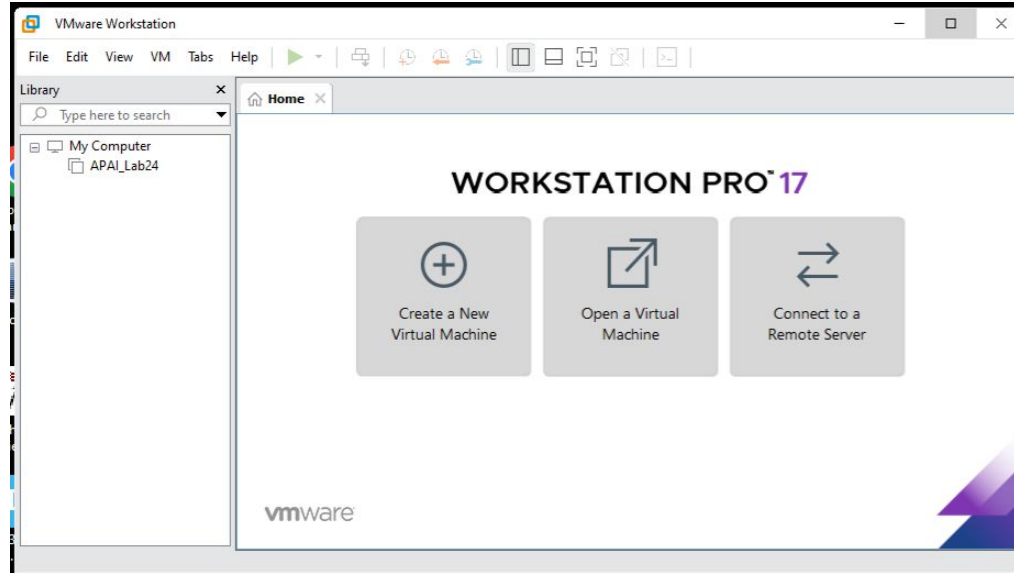 VMware Workstation
File Edit View VM Tabs Help
Library
Home
Type here to search
My Computer
APAI_Lab24
WORKSTATION PRO™ 17
Create a New
Virtual Machine
Open a Virtual
Machine
Connect to a
Remote Server
vmware